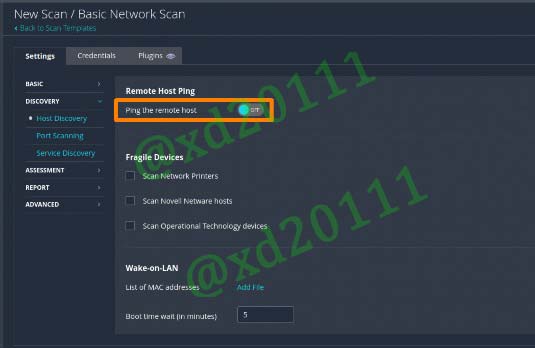 New Scan / Basic Network Scan
< Back to Scan Templates
Settings Credentials Plugins
BASIC
DISCOVERY
Host Discovery
Port Scanning
Service Discovery
ASSESSMENT
REPORT
ADVANCED
Remote Host Ping
Ping the remote host OFF
Fragile Devices
Scan Network Printers
Scan Novell Netware hosts
Scan Operational Technology devices
Wake-on-LAN
List of MAC addresses Add File
Boot time wait (in minutes) 5
@xd20111
@xd20111